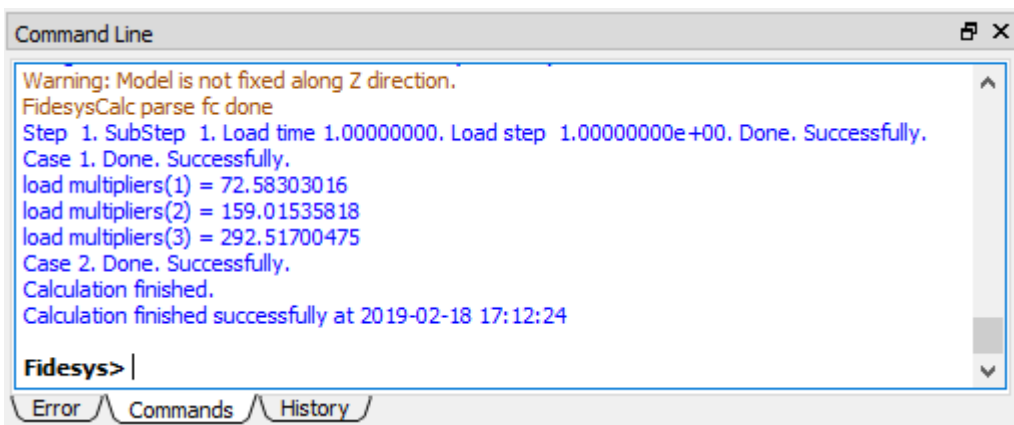 Command Line
Warning: Model is not fixed along Z direction.
FidesysCalc parse fc done
Step  1. SubStep  1. Load time 1.00000000. Load step  1.00000000e+00. Done. Successfully.
Case 1. Done. Successfully.
load multipliers(1) = 72.58303016
load multipliers(2) = 159.01535818
load multipliers(3) = 292.51700475
Case 2. Done. Successfully.
Calculation finished.
Calculation finished successfully at 2019-02-18 17:12:24
Fidesys>
Error Commands History